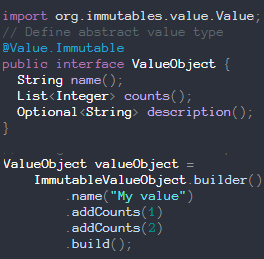 import org.immutables.value.Value;
// Define abstract value type
@Value.Immutable
public interface ValueObject {
  String name();
  List<Integer> counts();
  Optional<String> description();
}
ValueObject valueObject =
    ImmutableValueObject.builder()
        .name("My value")
        .addCounts(1)
        .addCounts(2)
        .build();